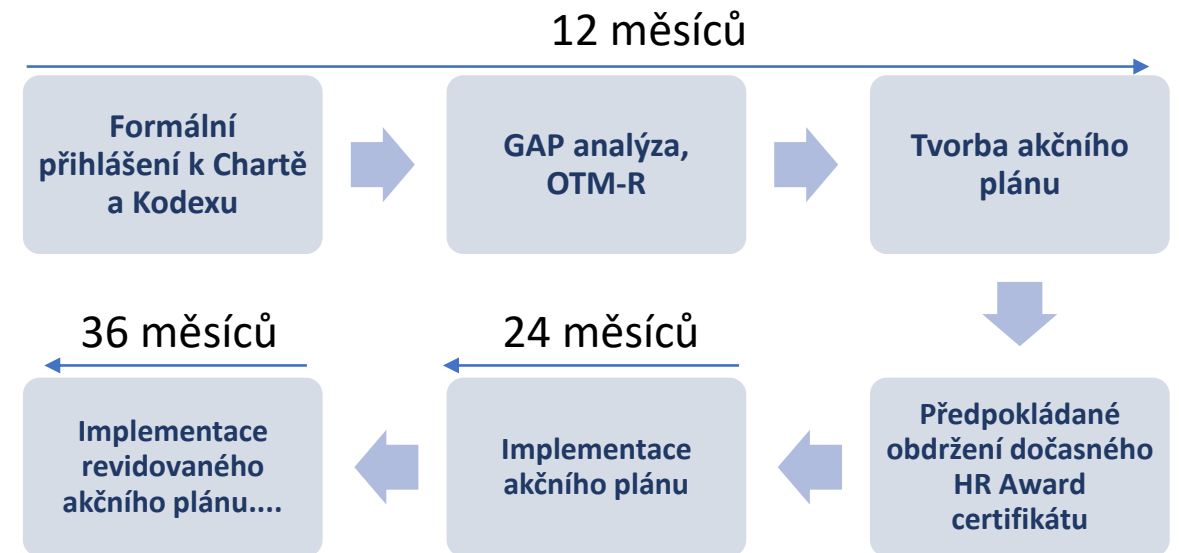 12 měsíců
Formální
přihlášení k Chartě
a Kodexu
GAP analýza,
OTM-R
Tvorba akčního
plánu
36 měsíců
24 měsíců
Předpokládané
obdržení dočasného
HR Award
certifikátu
Implementace
akčního plánu
Implementace
revidovaného
akčního plánu....